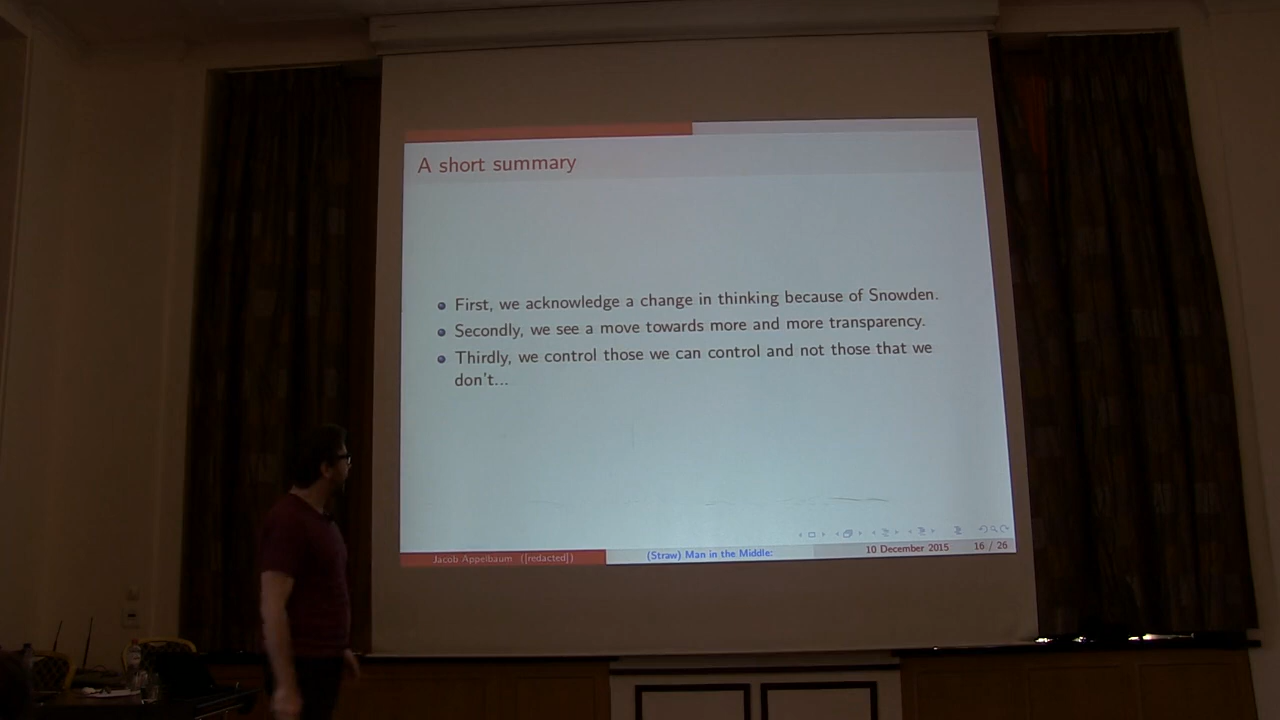 A short summary
First, we acknowledge a change in thinking because of Snowden.
Secondly, we see a move towards more and more transparency.
Thirdly, we control those we can control and not those that we
don't...
Jacob Appelbaum ([redacted])
(Straw) Man in the Middle:
10 December 2015
16 / 26